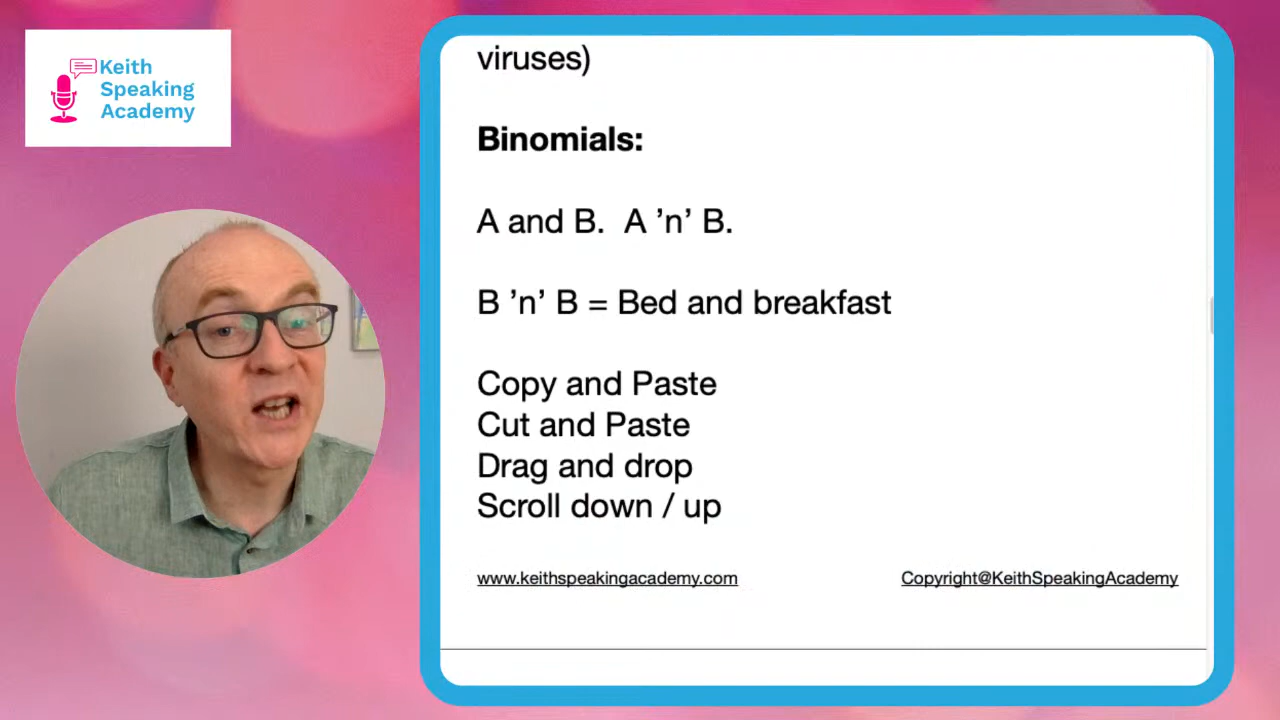 Keith
Speaking
Academy
viruses)
Binomials:
A and B.  A ’n’ B.
B ’n’ B = Bed and breakfast
Copy and Paste
Cut and Paste
Drag and drop
Scroll down / up
www.keithspeakingacademy.com
Copyright@KeithSpeakingAcademy